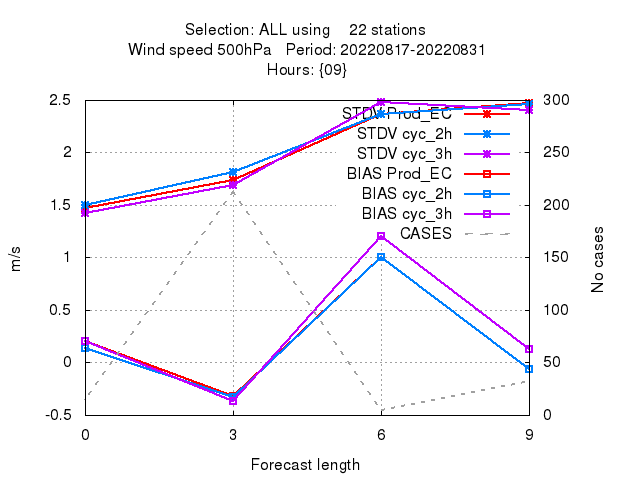 Selection: ALL using    22 stations
Wind speed 500hPa   Period: 20220817-20220831
Hours: {09}
2.5
2
1.5
1
0.5
0
-0.5
m/s
STDV Prod_EC
STDV cyc_2h
STDV cyc_3h
BIAS Prod_EC
BIAS cyc_2h
BIAS cyc_3h
CASES
300
250
200
150
100
50
0
No cases
0 3 6 9
Forecast length